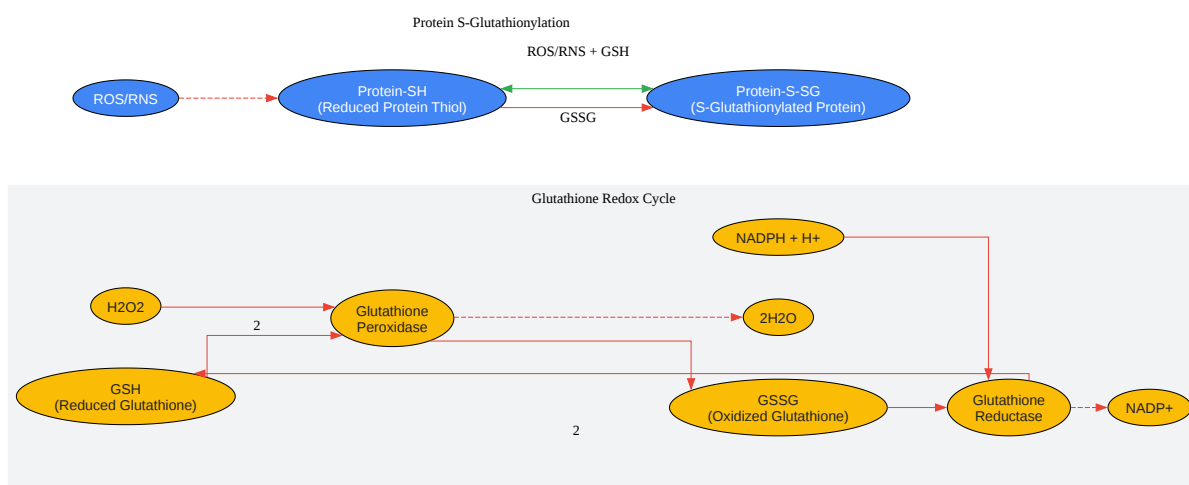 Protein S-Glutathionylation
ROS/RNS + GSH
ROS/RNS
Protein-SH
(Reduced Protein Thiol)
Protein-S-SG
(S-Glutathionylated Protein)
GSSG
Glutathione Redox Cycle
NADPH + H+
H2O2
Glutathione
Peroxidase
2H2O
2
GSH
(Reduced Glutathione)
GSSG
(Oxidized Glutathione)
Glutathione
Reductase
NADP+
2